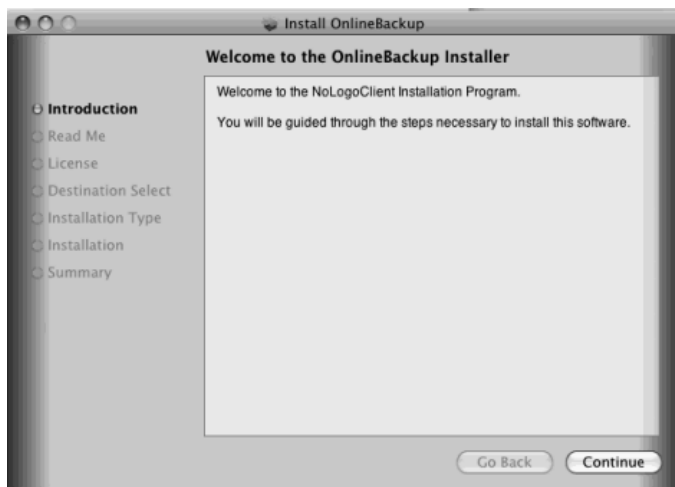 Install OnlineBackup
Welcome to the OnlineBackup Installer
Introduction
Read Me
License
Destination Select
Installation Type
Installation
Summary
Welcome to the NoLogoClient Installation Program.
You will be guided through the steps necessary to install this software.
Go Back
Continue